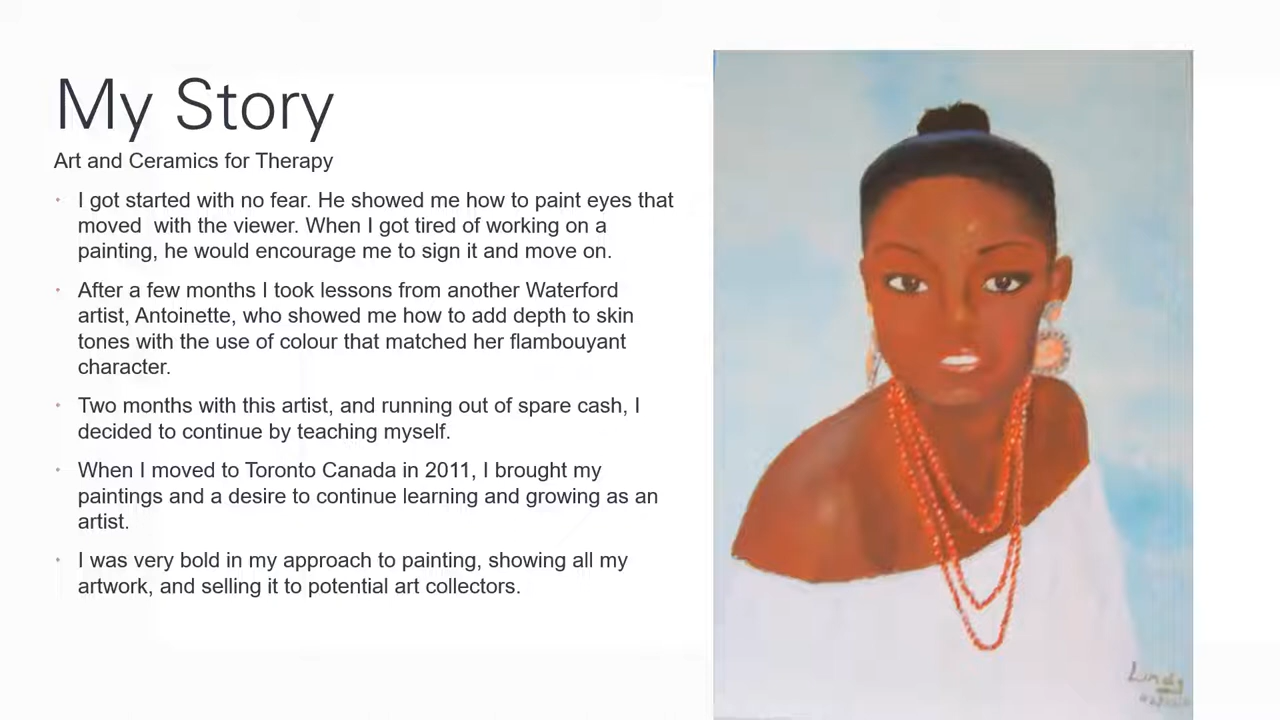 My Story
Art and Ceramics for Therapy
• I got started with no fear. He showed me how to paint eyes that
moved  with the viewer. When I got tired of working on a
painting, he would encourage me to sign it and move on.
• After a few months I took lessons from another Waterford
artist, Antoinette, who showed me how to add depth to skin
tones with the use of colour that matched her flambouyant
character.
• Two months with this artist, and running out of spare cash, I
decided to continue by teaching myself.
• When I moved to Toronto Canada in 2011, I brought my
paintings and a desire to continue learning and growing as an
artist.
• I was very bold in my approach to painting, showing all my
artwork, and selling it to potential art collectors.